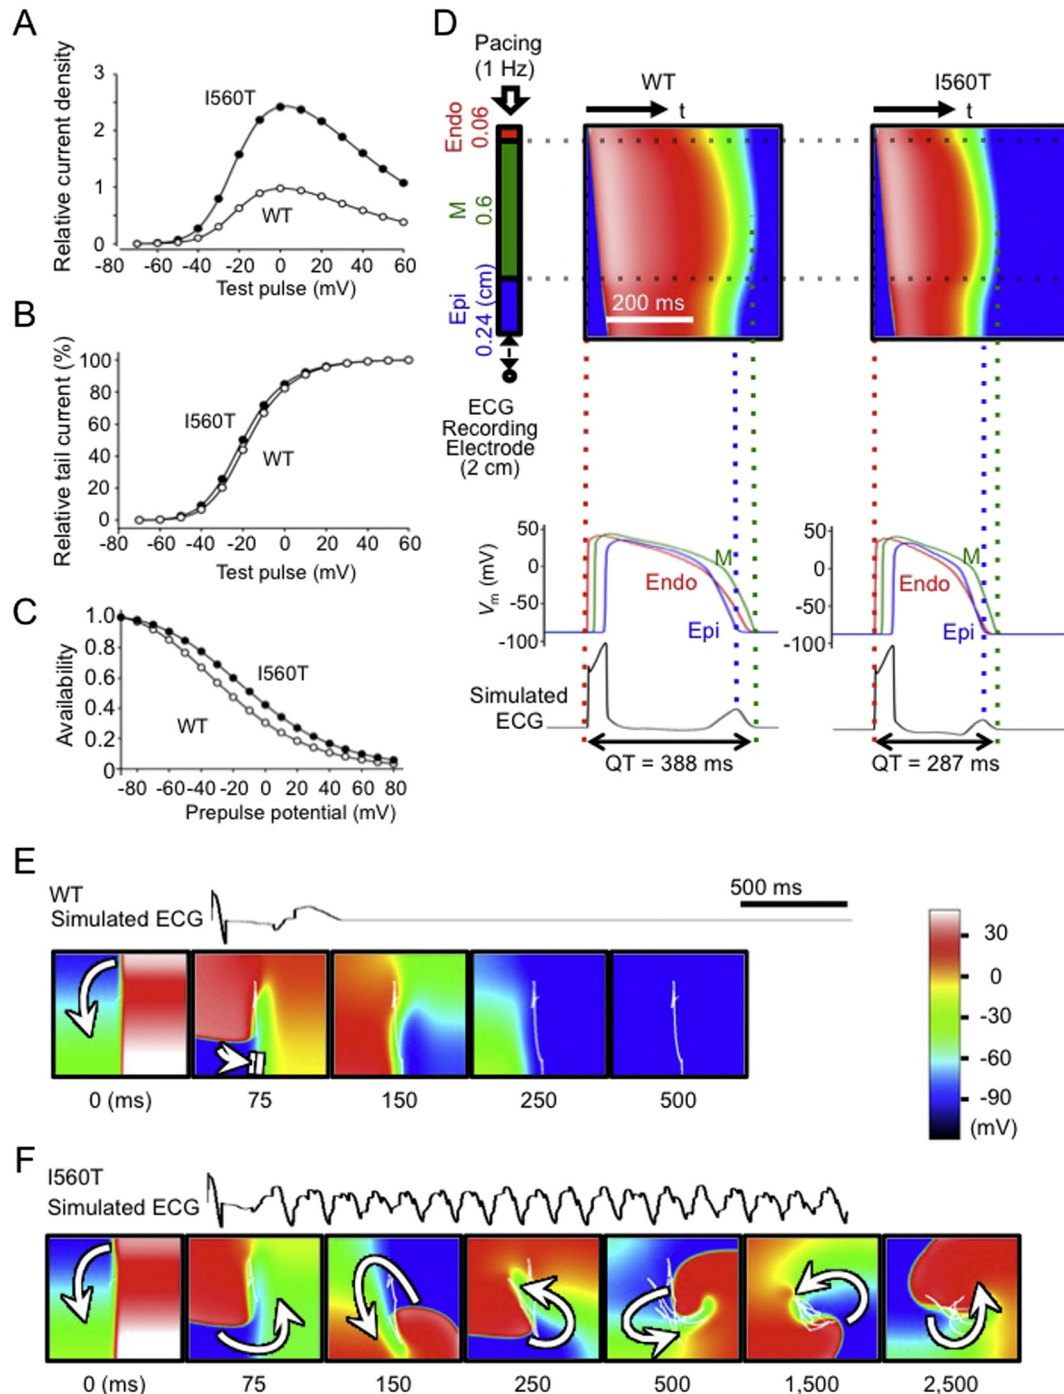 A
Relative current density
3
2
1
0
I560T
WT
-80 -60 -40 -20 0 20 40 60
Test pulse (mV)
B
Relative tail current (%)
100
80
60
40
20
0
I560T
WT
-80 -60 -40 -20 0 20 40 60
Test pulse (mV)
C
Availability
1.0
0.8
0.6
0.4
0.2
0
I560T
WT
-80 -60 -40 -20 0 20 40 60 80
Prepulse potential (mV)
D
Pacing
(1 Hz)
Endo
0.06
M
0.6
Epi
0.24 (cm)
ECG
Recording
Electrode
(2 cm)
WT
t
200 ms
I560T
t
50
0
-50
-100
Vm (mV)
M
Endo
Epi
Simulated
ECG
QT = 388 ms
50
0
-50
-100
M
Endo
Epi
QT = 287 ms
E
WT
Simulated ECG
500 ms
0 (ms) 75 150 250 500
30
0
-30
-60
-90
(mV)
F
I560T
Simulated ECG
0 (ms) 75 150 250 500 1,500 2,500